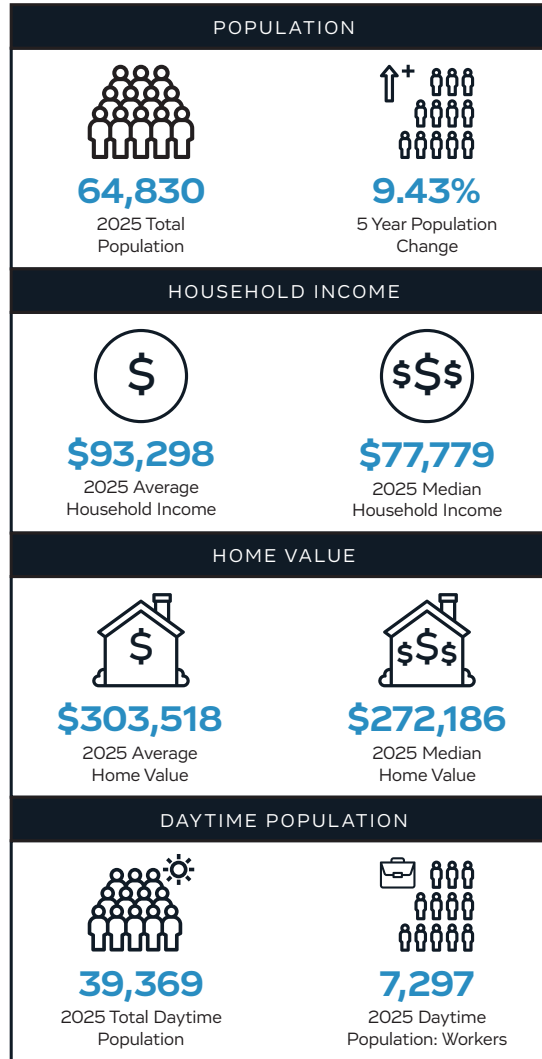 POPULATION
64,830
2025 Total
Population
9.43%
5 Year Population
Change
HOUSEHOLD INCOME
$
$93,298
2025 Average
Household Income
$$$
$77,779
2025 Median
Household Income
HOME VALUE
$
$303,518
2025 Average
Home Value
$$$
$272,186
2025 Median
Home Value
DAYTIME POPULATION
39,369
2025 Total Daytime
Population
7,297
2025 Daytime
Population: Workers